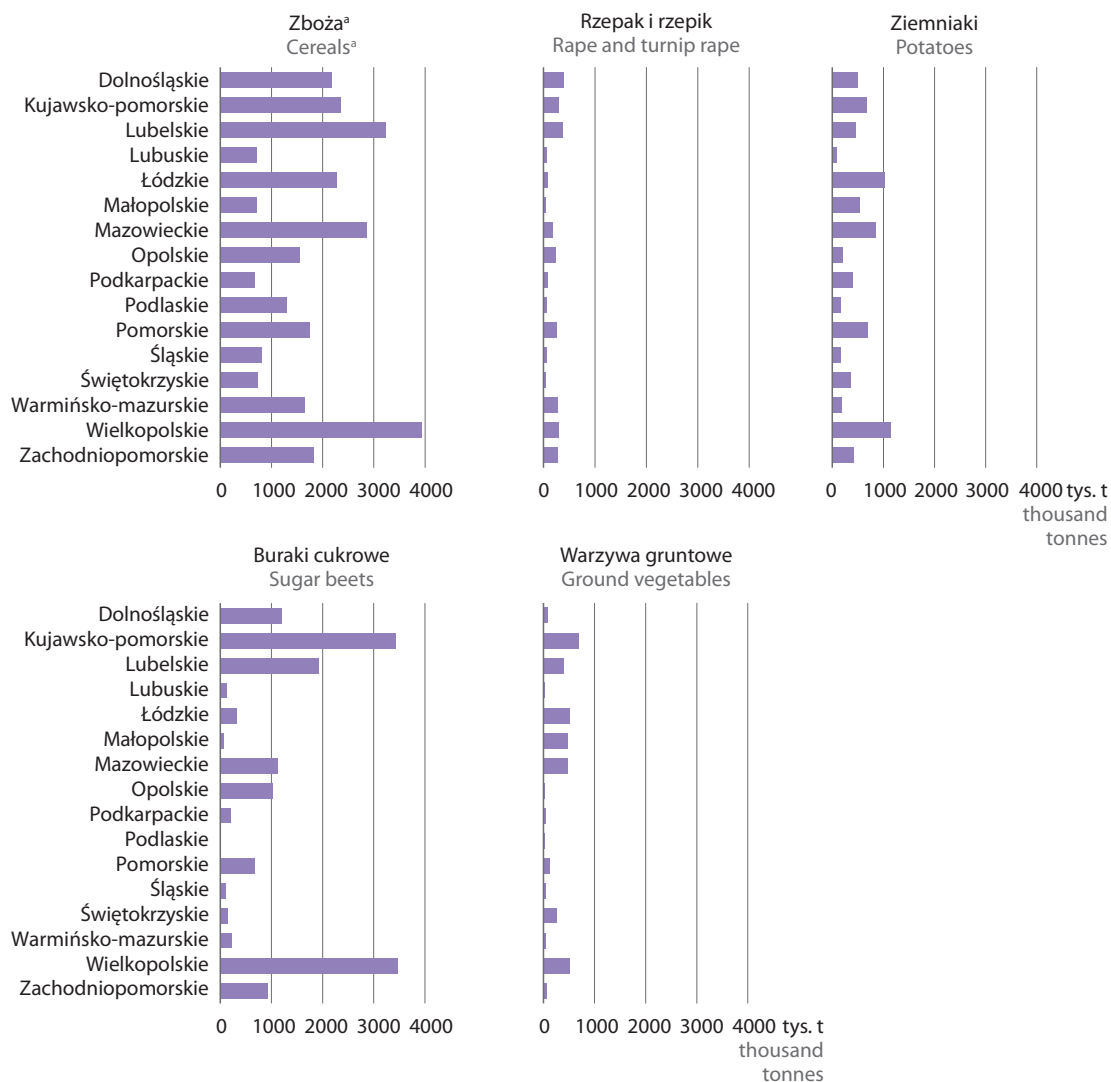 Zbożaᵃ
Cerealsᵃ
Rzepak i rzepik
Rape and turnip rape
Ziemniaki
Potatoes
Dolnośląskie
Kujawsko-pomorskie
Lubelskie
Lubuskie
Łódzkie
Małopolskie
Mazowieckie
Opolskie
Podkarpackie
Podlaskie
Pomorskie
Śląskie
Świętokrzyskie
Warmińsko-mazurskie
Wielkopolskie
Zachodniopomorskie
0 1000 2000 3000 4000
0 1000 2000 3000 4000
0 1000 2000 3000 4000 tys. t
thousand
tonnes
Buraki cukrowe
Sugar beets
Warzywa gruntowe
Ground vegetables
Dolnośląskie
Kujawsko-pomorskie
Lubelskie
Lubuskie
Łódzkie
Małopolskie
Mazowieckie
Opolskie
Podkarpackie
Podlaskie
Pomorskie
Śląskie
Świętokrzyskie
Warmińsko-mazurskie
Wielkopolskie
Zachodniopomorskie
0 1000 2000 3000 4000
0 1000 2000 3000 4000 tys. t
thousand
tonnes